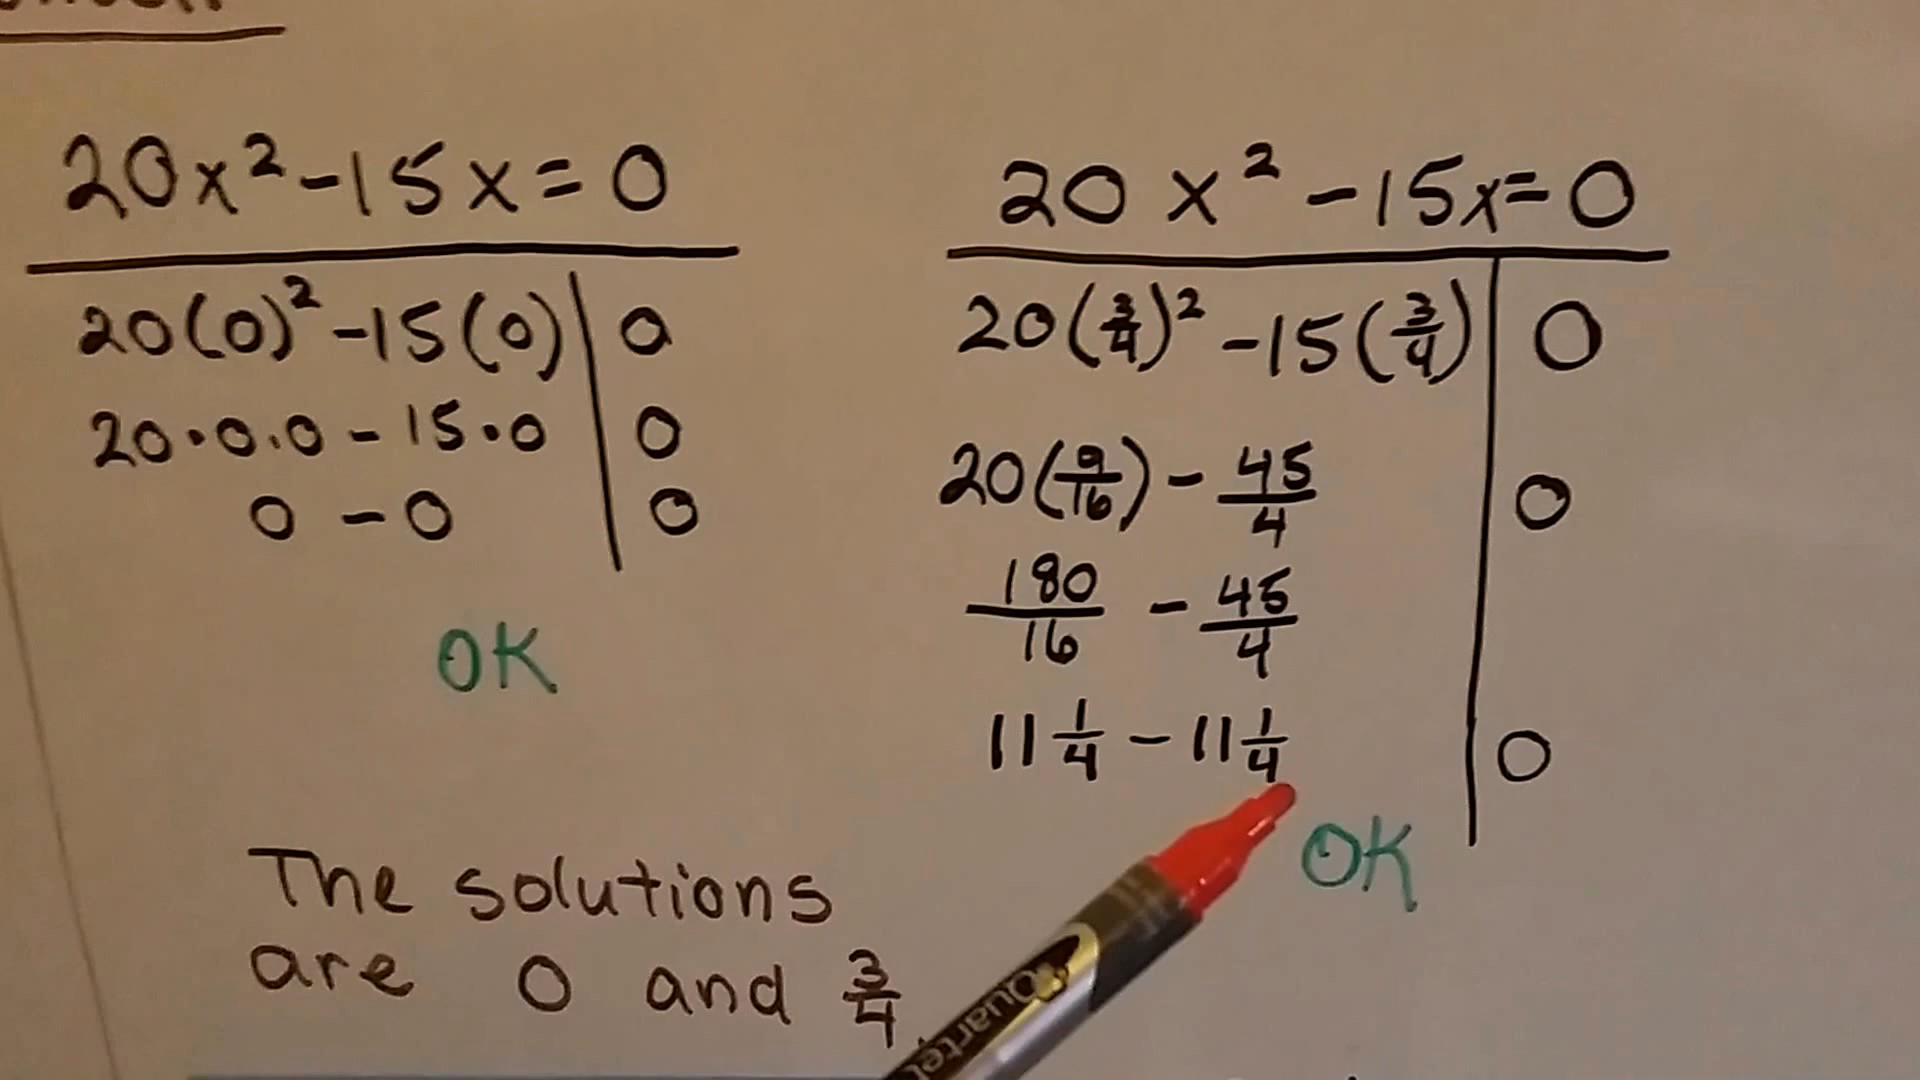 20x² - 15x = 0
20(0)² - 15(0) | 0
20·0·0 - 15·0 | 0
0 - 0 | 0
OK
20x² - 15x = 0
20(3/4)² - 15(3/4) | 0
20(9/16) - 45/4 | 0
180/16 - 45/4
11 1/4 - 11 1/4 | 0
OK
The solutions
are 0 and 3/4.
Quartet